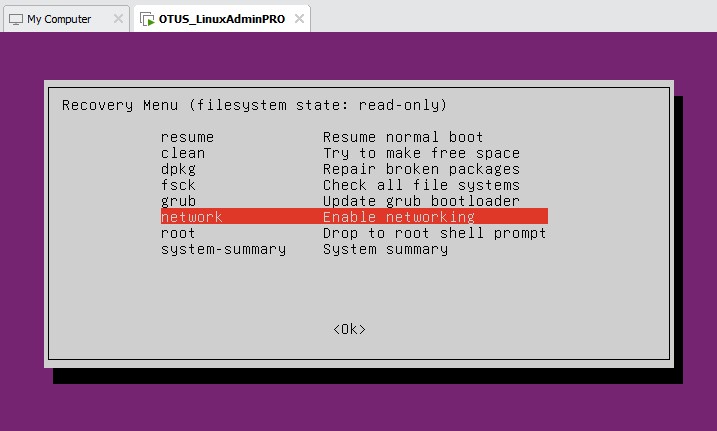 My Computer OTUS_LinuxAdminPRO
Recovery Menu (filesystem state: read-only)
resume Resume normal boot
clean Try to make free space
dpkg Repair broken packages
fsck Check all file systems
grub Update grub bootloader
network Enable networking
root Drop to root shell prompt
system-summary System summary
<Ok>